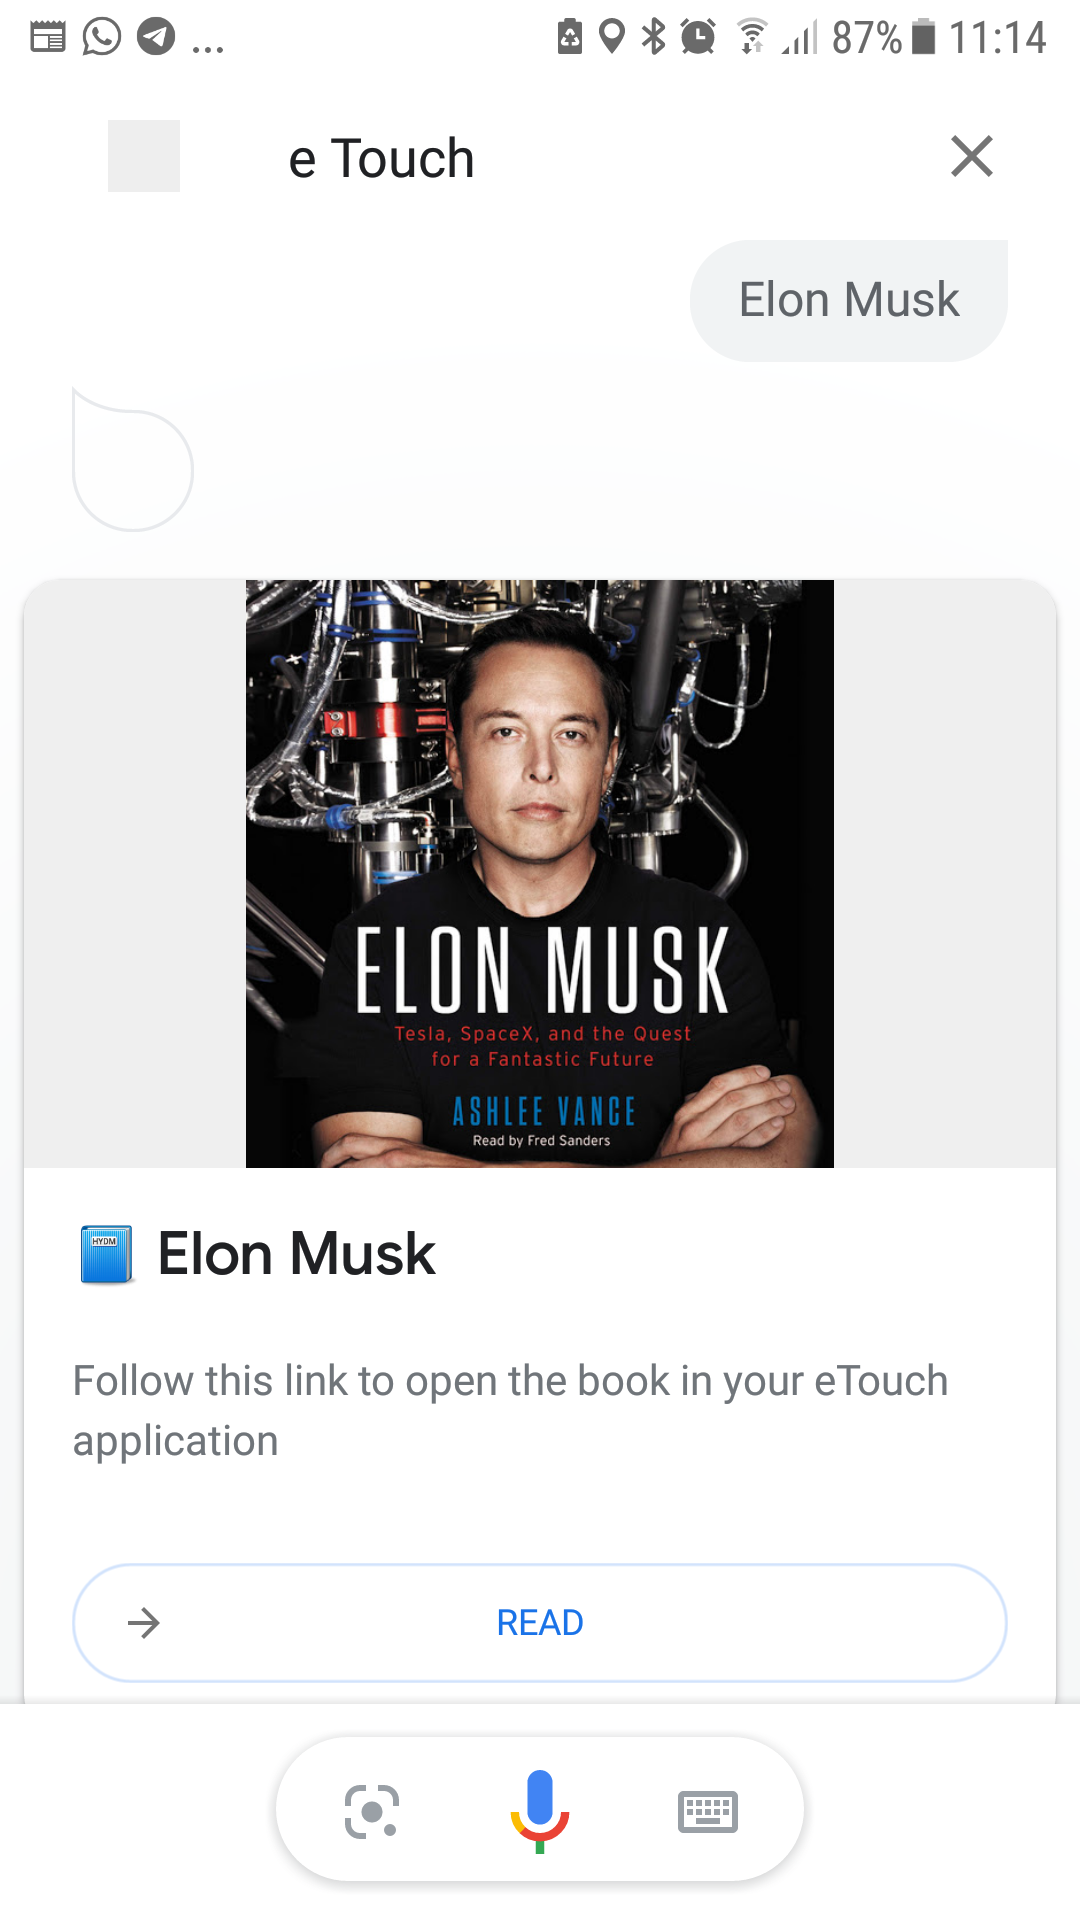 ... 87% 11:14
e Touch
Elon Musk
ELON MUSK
Tesla, SpaceX, and the Quest
for a Fantastic Future
ASHLEE VANCE
Read by Fred Sanders
HYDM
Elon Musk
Follow this link to open the book in your eTouch
application
READ